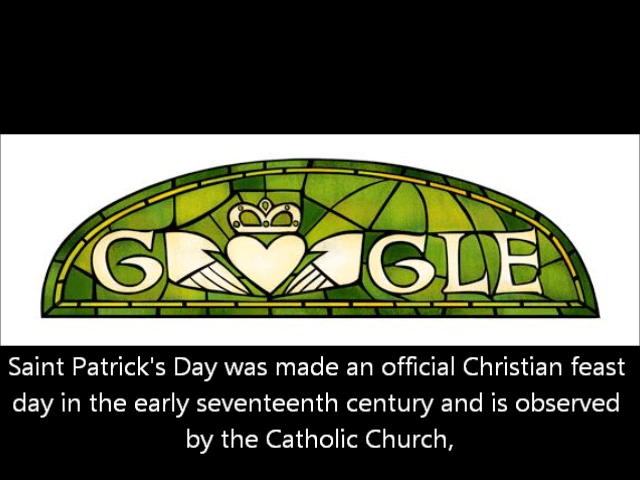 G GLE
Saint Patrick's Day was made an official Christian feast
day in the early seventeenth century and is observed
by the Catholic Church,